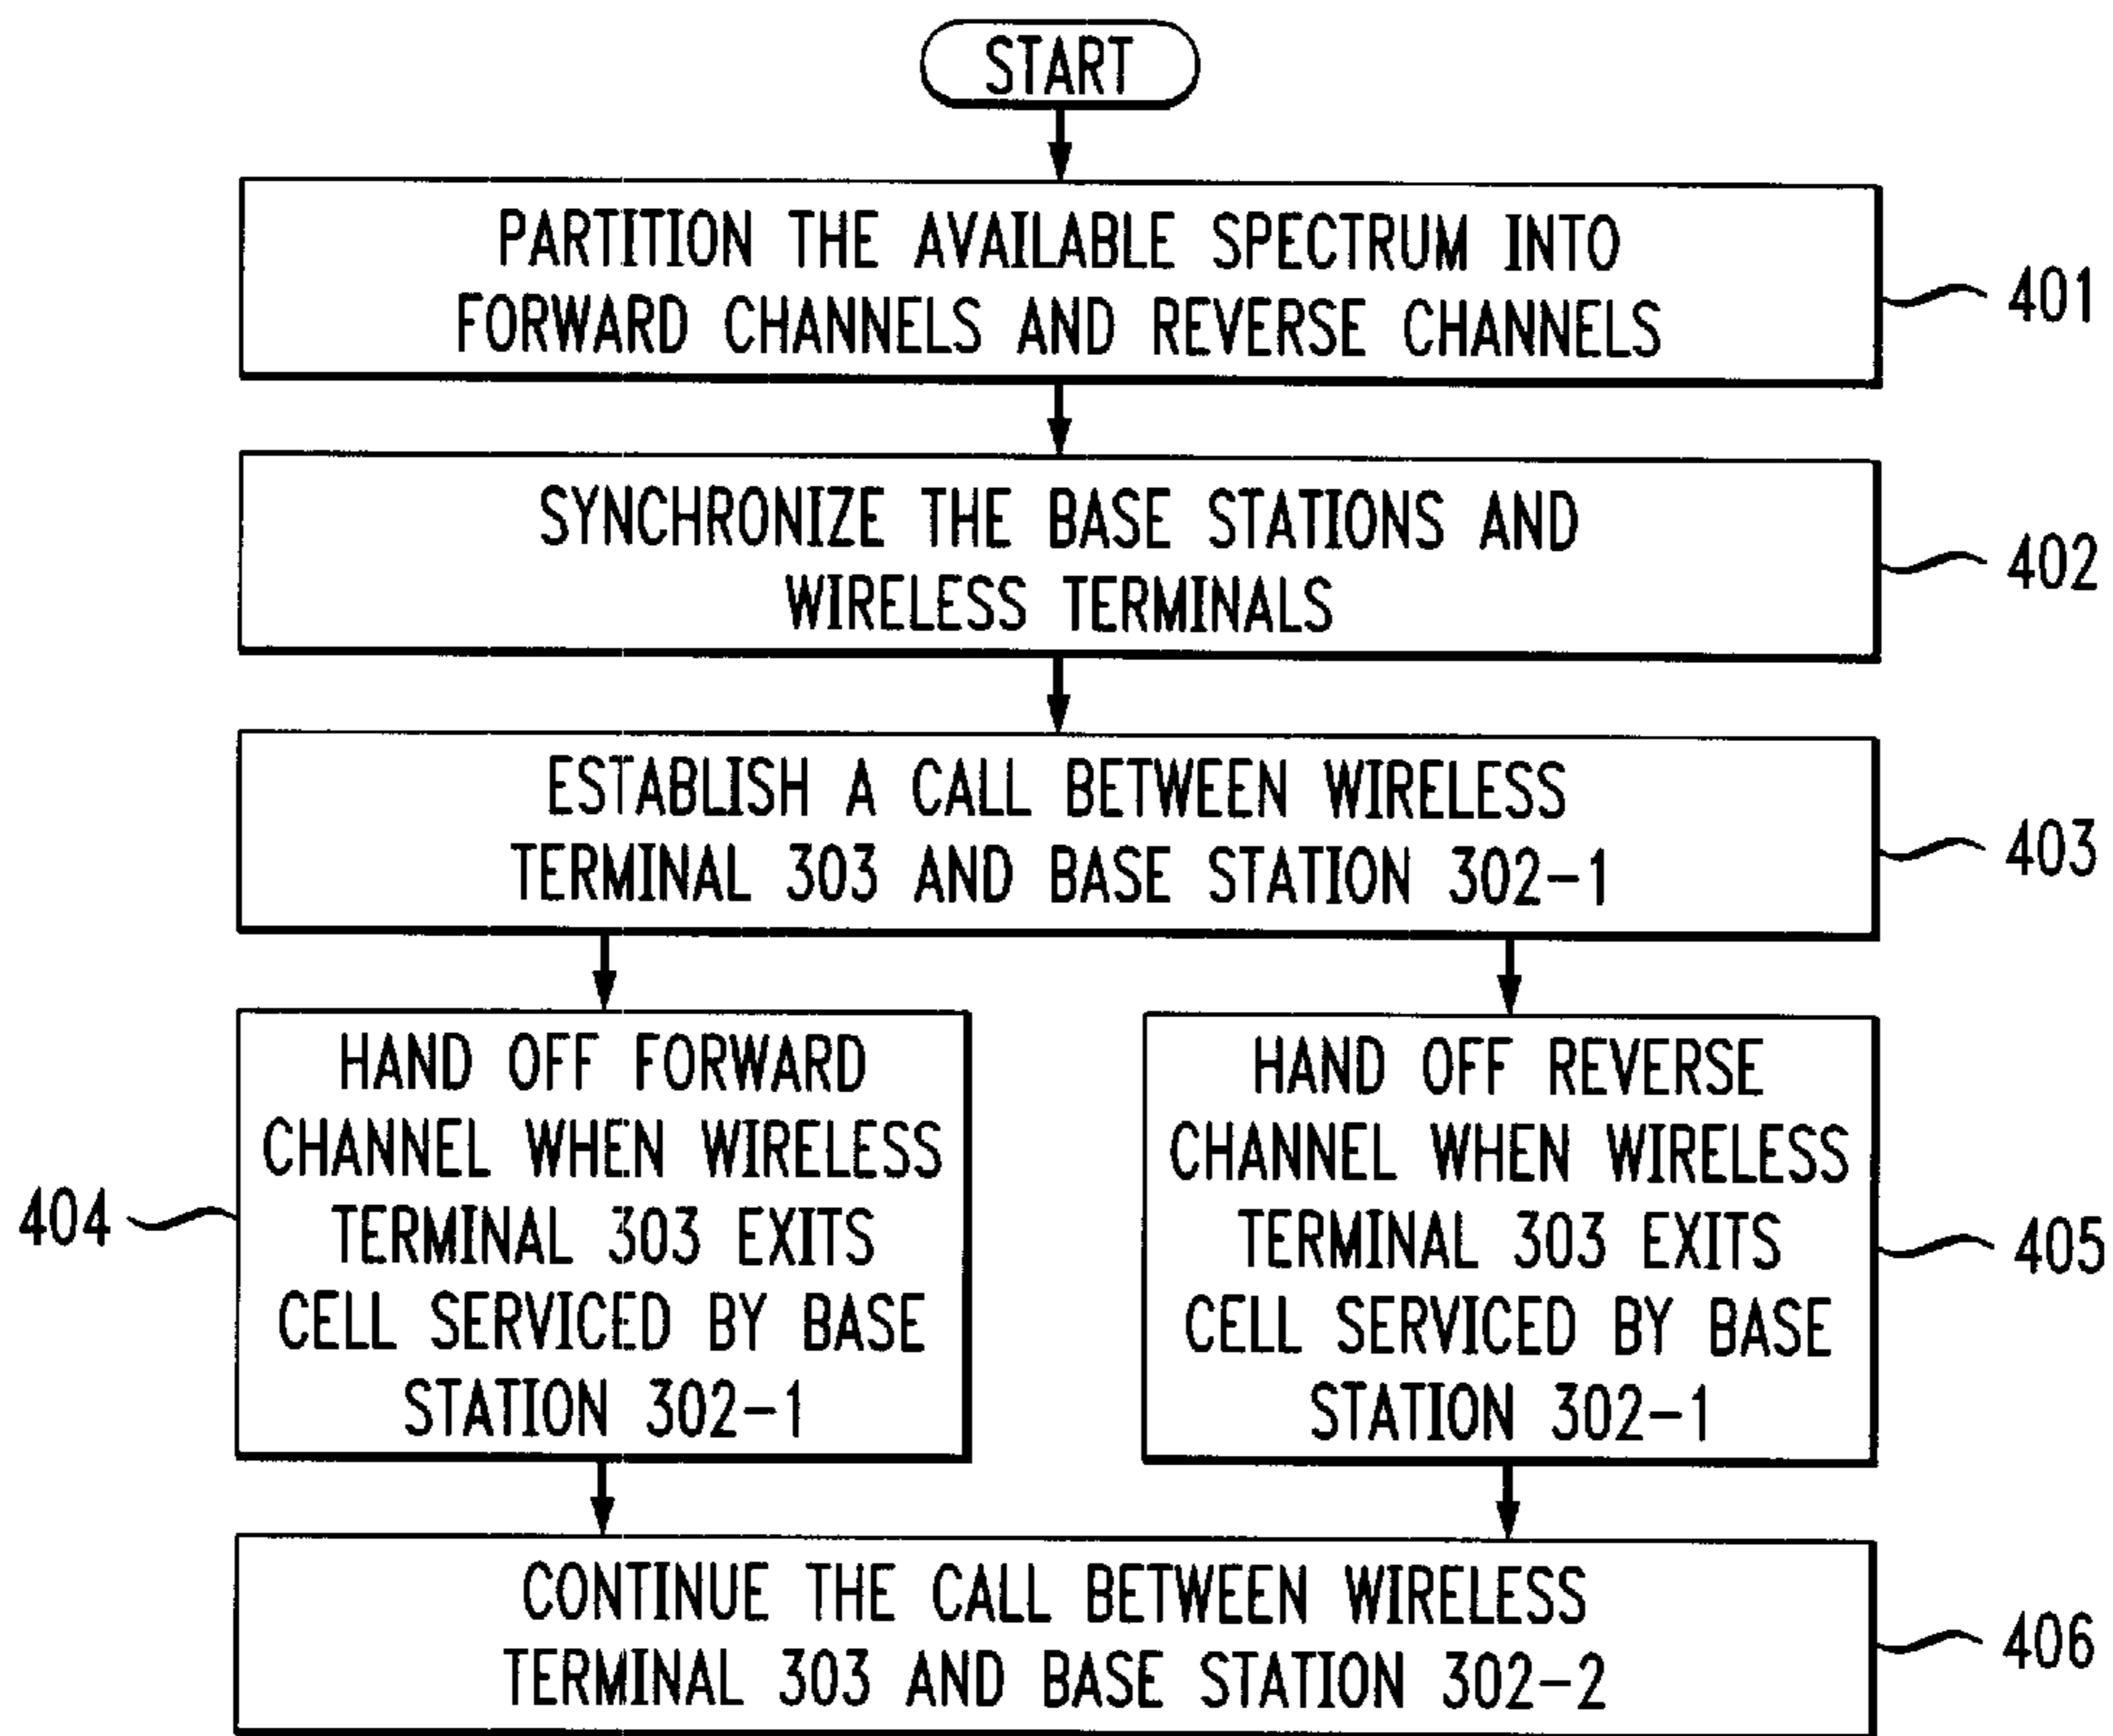 START
PARTITION THE AVAILABLE SPECTRUM INTO
FORWARD CHANNELS AND REVERSE CHANNELS
401
SYNCHRONIZE THE BASE STATIONS AND
WIRELESS TERMINALS
402
ESTABLISH A CALL BETWEEN WIRELESS
TERMINAL 303 AND BASE STATION 302-1
403
HAND OFF FORWARD
CHANNEL WHEN WIRELESS
TERMINAL 303 EXITS
CELL SERVICED BY BASE
STATION 302-1
404
HAND OFF REVERSE
CHANNEL WHEN WIRELESS
TERMINAL 303 EXITS
CELL SERVICED BY BASE
STATION 302-1
405
CONTINUE THE CALL BETWEEN WIRELESS
TERMINAL 303 AND BASE STATION 302-2
406